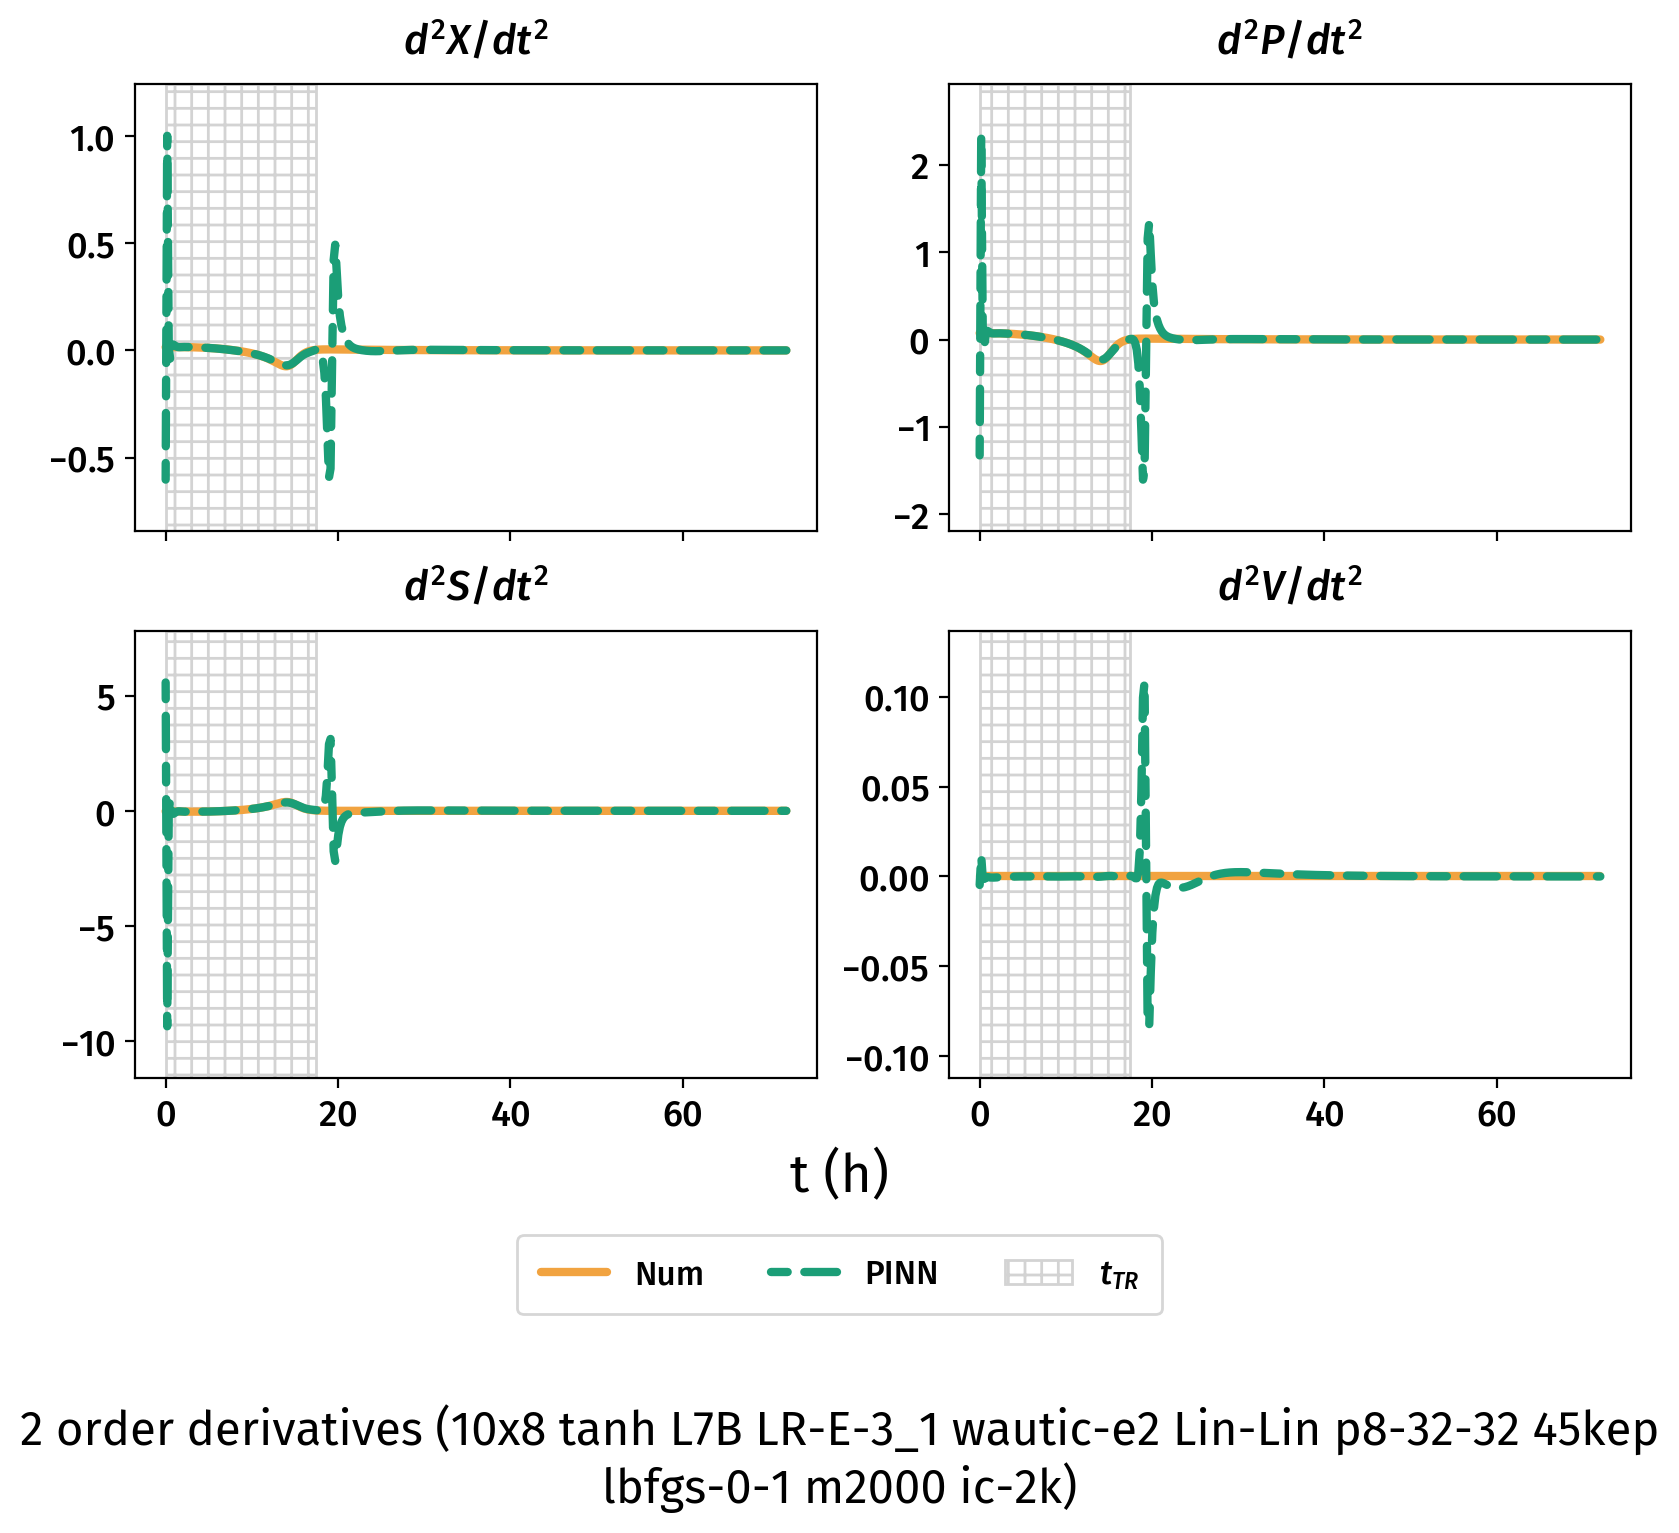 d²X/dt²
d²P/dt²
1.0
0.5
0.0
−0.5
2
1
0
−1
−2
d²S/dt²
d²V/dt²
5
0
−5
−10
0.10
0.05
0.00
−0.05
−0.10
0 20 40 60
0 20 40 60
t (h)
Num PINN t_TR
2 order derivatives (10x8 tanh L7B LR-E-3_1 wautic-e2 Lin-Lin p8-32-32 45kep
lbfgs-0-1 m2000 ic-2k)